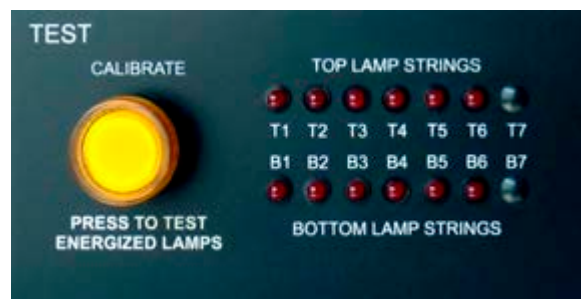 TEST
CALIBRATE
PRESS TO TEST
ENERGIZED LAMPS
TOP LAMP STRINGS
T1 T2 T3 T4 T5 T6 T7
B1 B2 B3 B4 B5 B6 B7
BOTTOM LAMP STRINGS